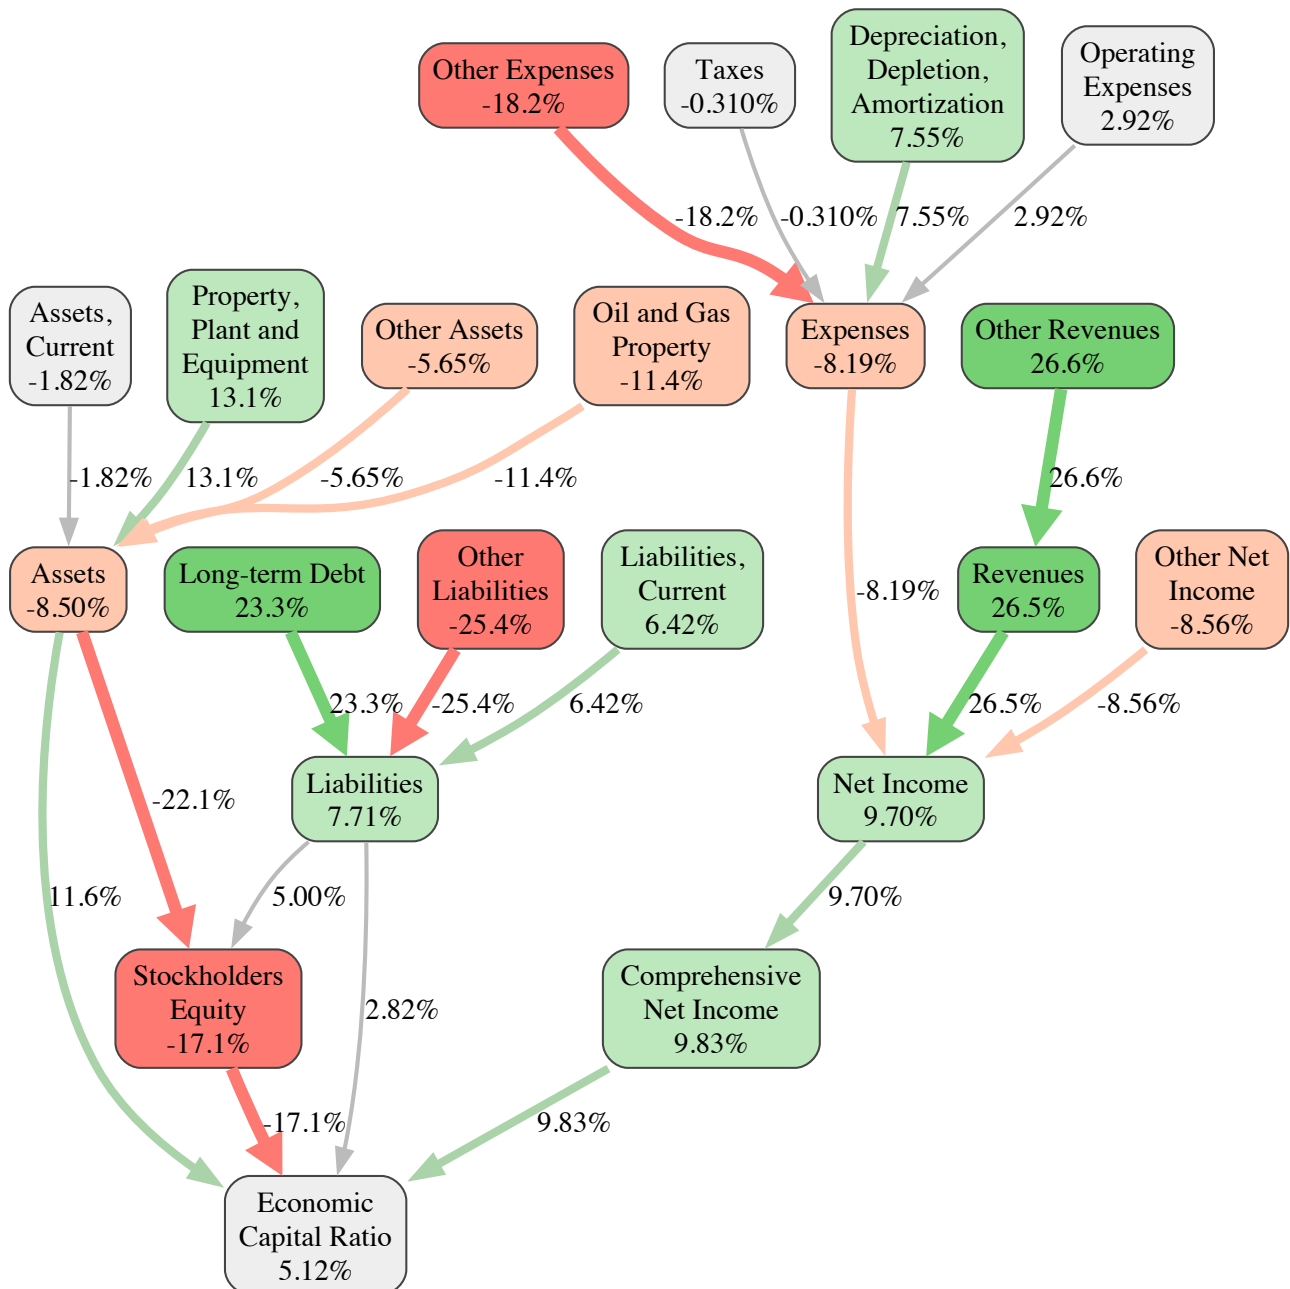 Other Expenses
-18.2%
Taxes
-0.310%
Depreciation,
Depletion,
Amortization
7.55%
Operating
Expenses
2.92%
-18.2%
-0.310%
7.55%
2.92%
Assets,
Current
-1.82%
Property,
Plant and
Equipment
13.1%
Other Assets
-5.65%
Oil and Gas
Property
-11.4%
Expenses
-8.19%
Other Revenues
26.6%
-1.82%
13.1%
-5.65%
-11.4%
26.6%
Assets
-8.50%
Long-term Debt
23.3%
Other
Liabilities
-25.4%
Liabilities,
Current
6.42%
-8.19%
Revenues
26.5%
Other Net
Income
-8.56%
23.3%
-25.4%
6.42%
26.5%
-8.56%
-22.1%
Liabilities
7.71%
Net Income
9.70%
11.6%
5.00%
9.70%
Stockholders
Equity
-17.1%
2.82%
Comprehensive
Net Income
9.83%
-17.1%
9.83%
Economic
Capital Ratio
5.12%